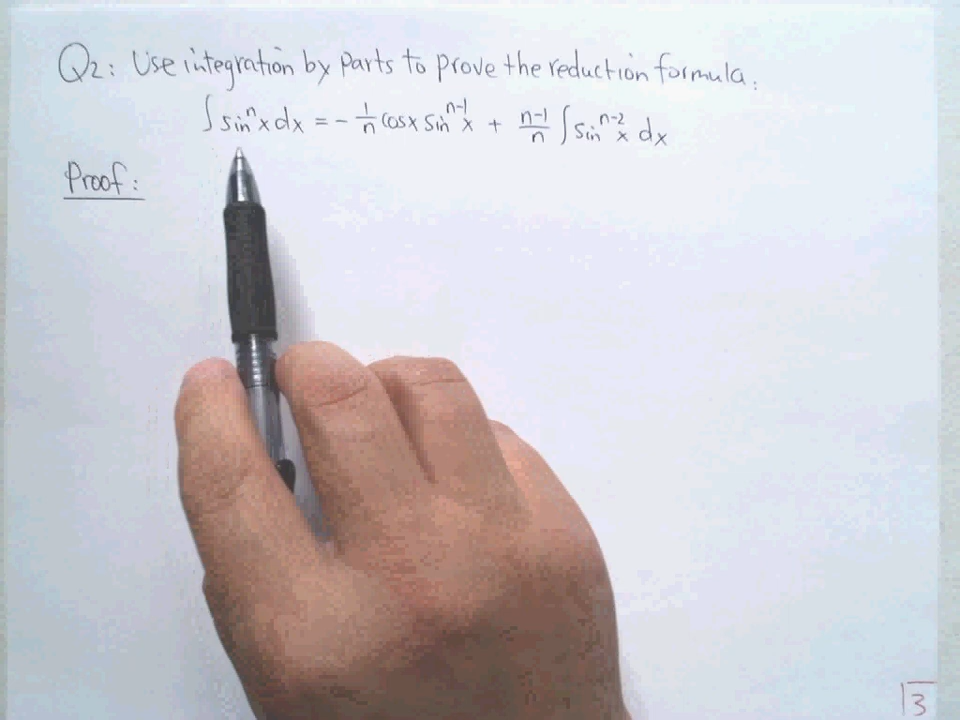 Q2: Use integration by parts to prove the reduction formula.
∫ sinⁿx dx = - 1/n cosx sinⁿ⁻¹x + n-1/n ∫ sinⁿ⁻²x dx
Proof:
3